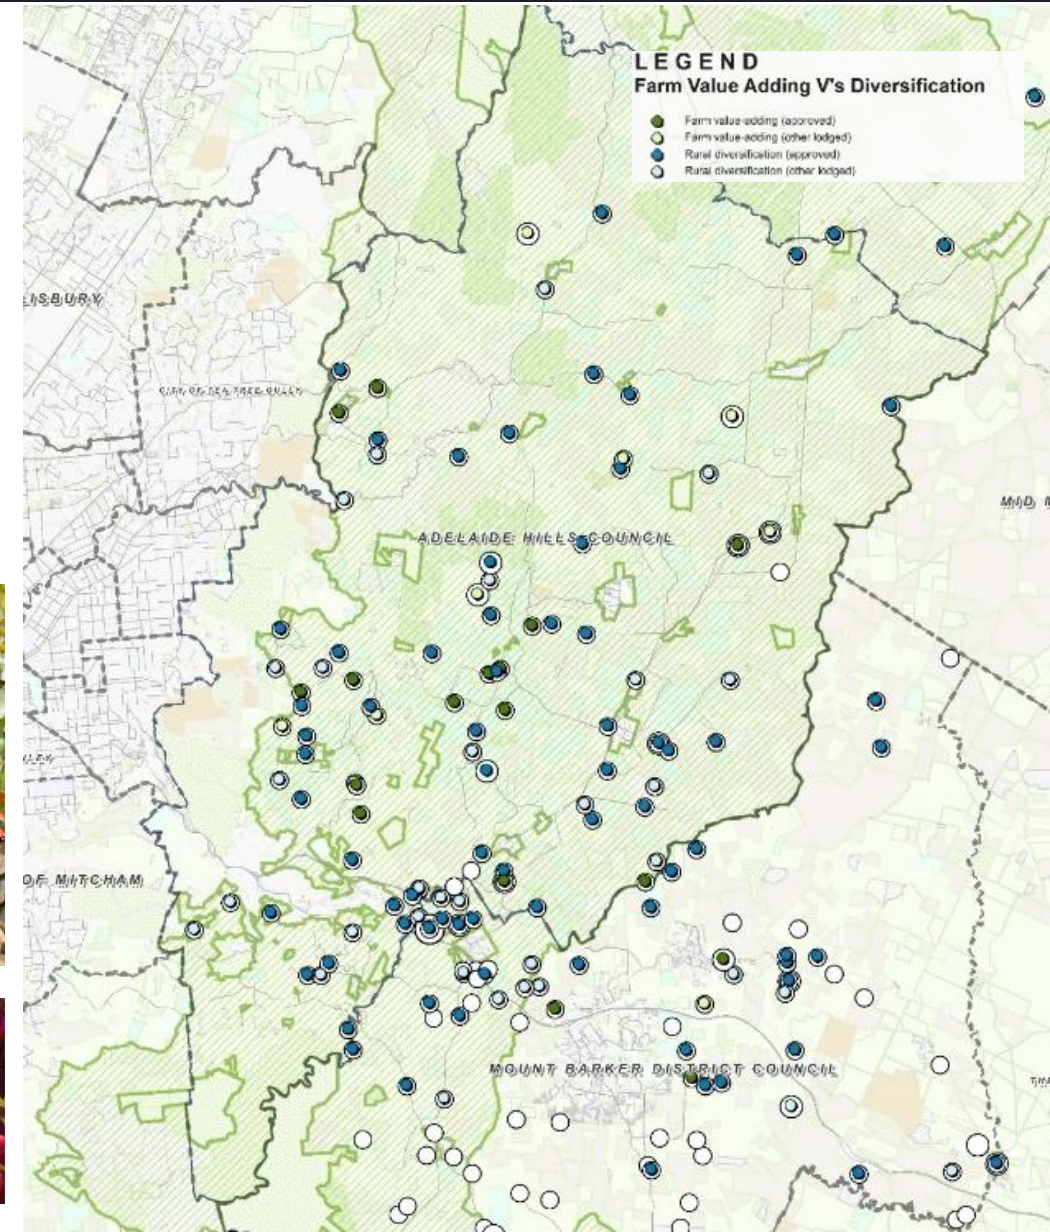 LEGEND
Farm Value Adding V's Diversification
Farm value-adding (approved)
Farm value-adding (other lodged)
Rural diversification (approved)
Rural diversification (other lodged)
LISBURY
CITY OF TEA TREE GULLY
MID
ADELAIDE HILLS COUNCIL
OF MITCHAM
MOUNT BARKER DISTRICT COUNCIL